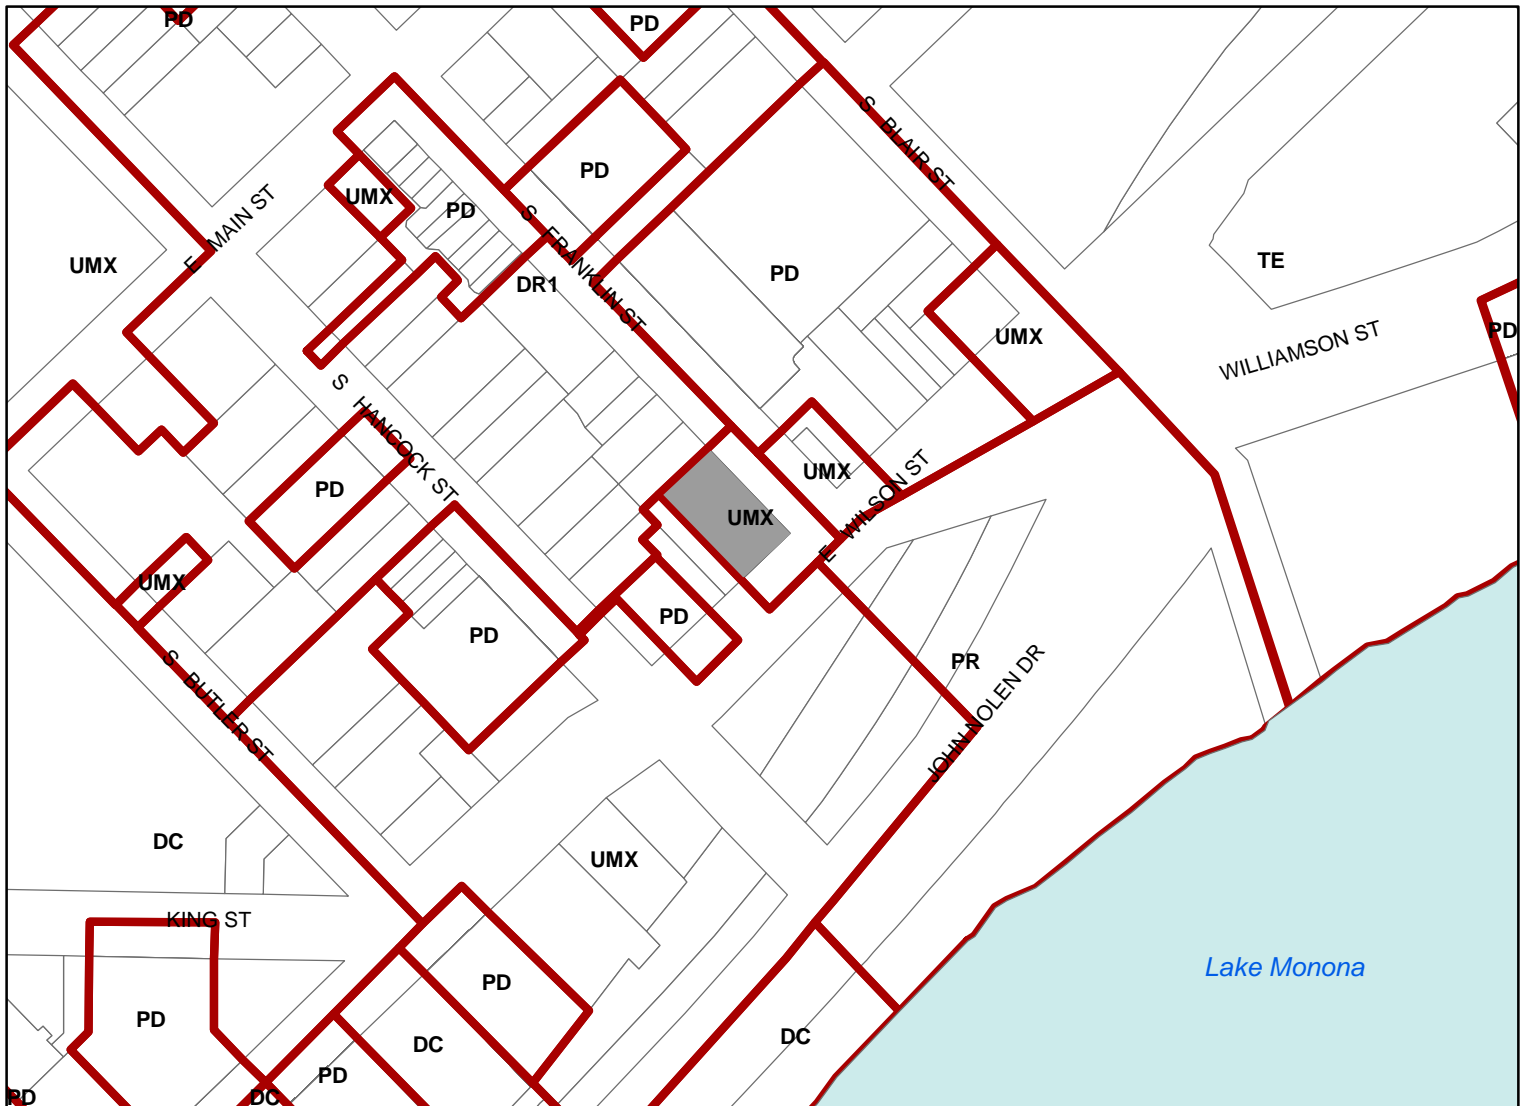 PD
PD
S BLAIR ST
PD
UMX
PD
S FRANKLIN ST
E MAIN ST
UMX
TE
PD
DR1
UMX
PD
WILLIAMSON ST
S HANCOCK ST
UMX
PD
UMX
E WILSON ST
UMX
PD
PD
PR
S BUTLER ST
JOHN NOLEN DR
DC
UMX
KING ST
Lake Monona
PD
PD
DC
DC
PD
PD
DC